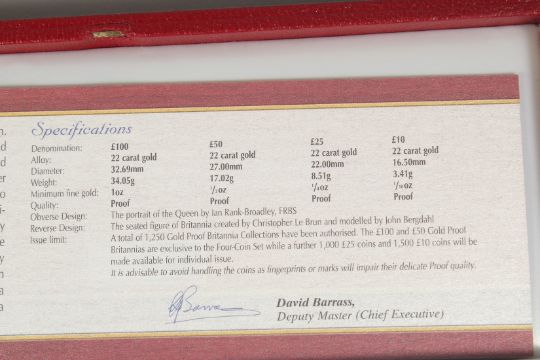 Specifications
Denomination: £100 £50 £25 £10
Alloy: 22 carat gold 22 carat gold 22 carat gold 22 carat gold
Diameter: 32.69mm 27.00mm 22.00mm 16.50mm
Weight: 34.05g 17.02g 8.51g 3.41g
Minimum fine gold: 1oz ½oz ¼oz ⅒oz
Quality: Proof Proof Proof Proof
Obverse Design: The portrait of the Queen by Ian Rank-Broadley, FRBS
Reverse Design: The seated figure of Britannia created by Christopher Le Brun and modelled by John Bergdahl
Issue limit: A total of 1,250 Gold Proof Britannia Collections have been authorised. The £100 and £50 Gold Proof
Britannias are exclusive to the Four-Coin Set while a further 1,000 £25 coins and 1,500 £10 coins will be
made available for individual issue.
It is advisable to avoid handling the coins as fingerprints or marks will impair their delicate Proof quality.
David Barrass,
Deputy Master (Chief Executive)